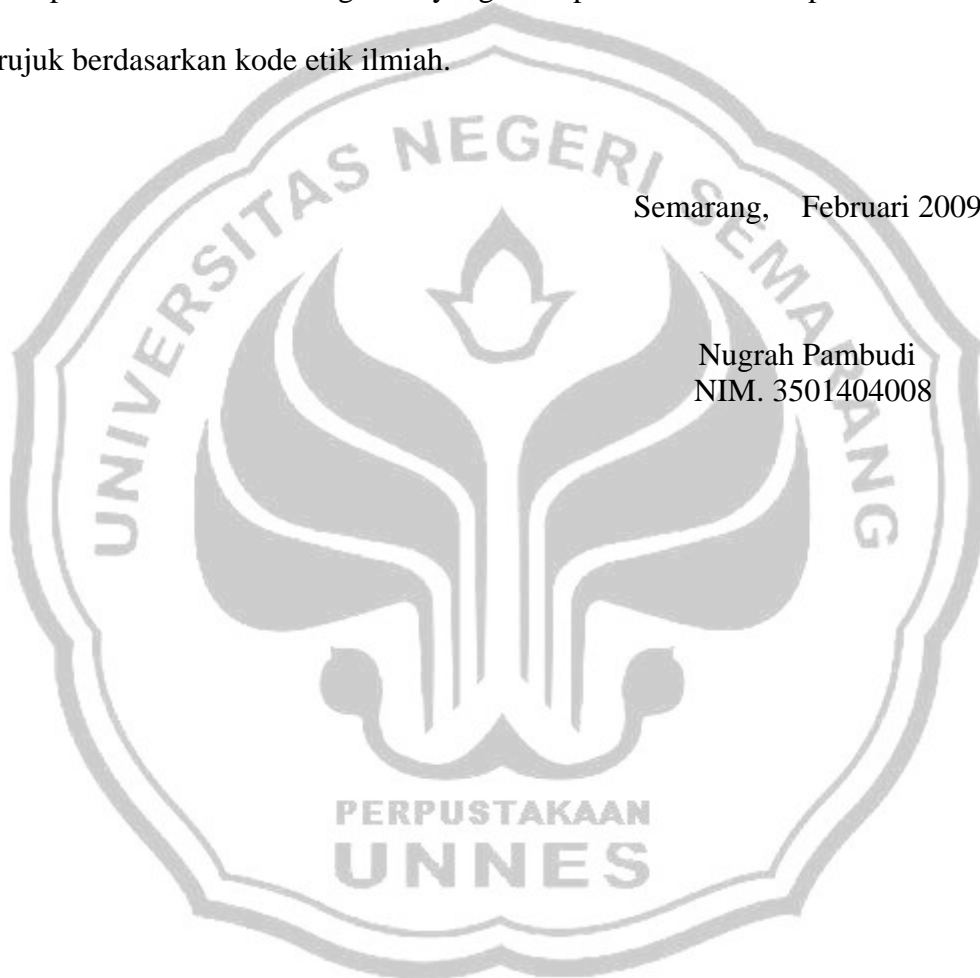 rujuk berdasarkan kode etik ilmiah.
UNIVERSITAS NEGERI SEMARANG
Semarang, Februari 2009
Nugrah Pambudi
NIM. 3501404008
PERPUSTAKAAN
UNNES